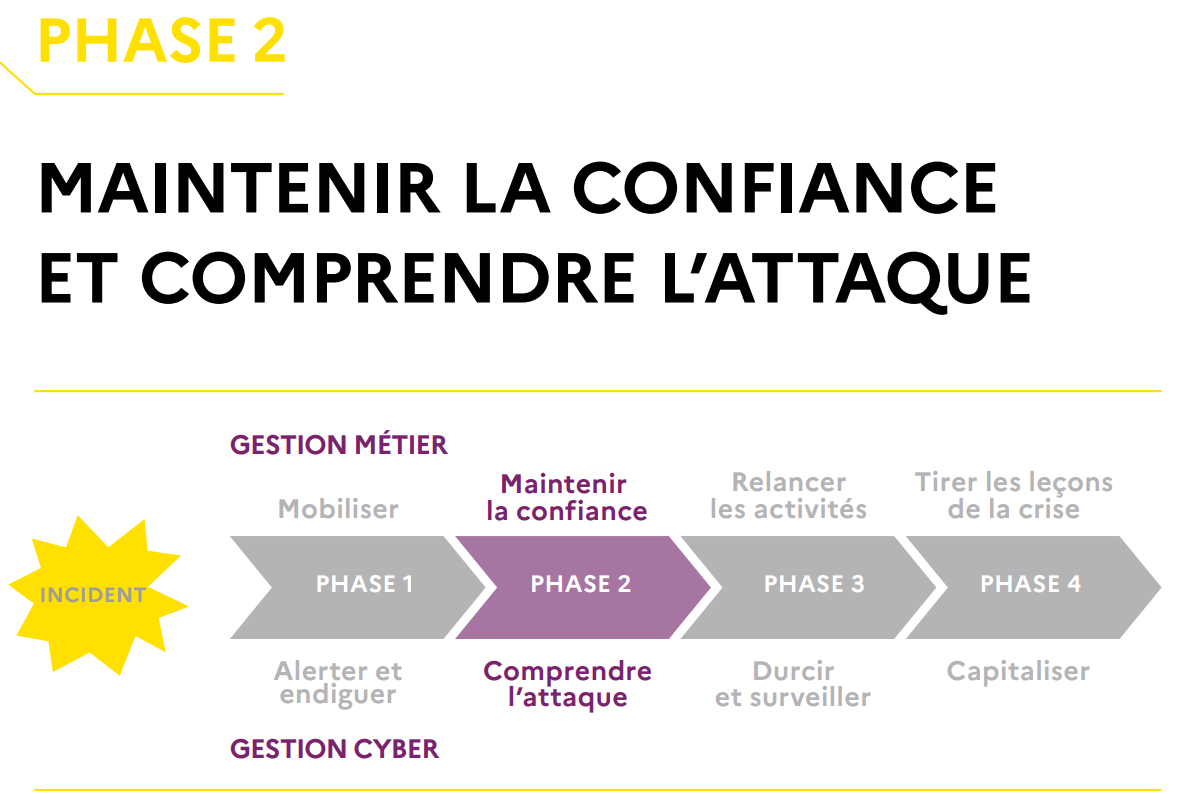 PHASE 2
MAINTENIR LA CONFIANCE
ET COMPRENDRE L’ATTAQUE
GESTION MÉTIER
Mobiliser
Maintenir
la confiance
Relancer
les activités
Tirer les leçons
de la crise
INCIDENT
PHASE 1
PHASE 2
PHASE 3
PHASE 4
Alerter et
endiguer
Comprendre
l’attaque
Durcir
et surveiller
Capitaliser
GESTION CYBER